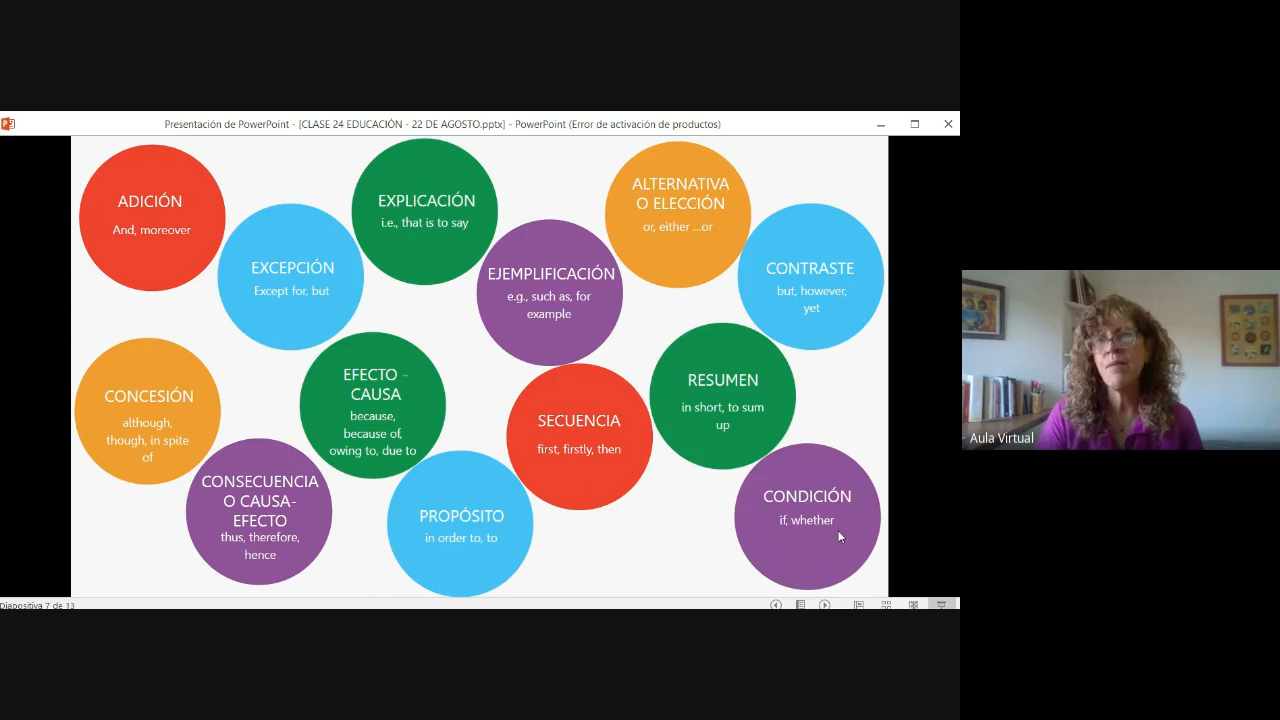 Presentación de PowerPoint - [CLASE 24 EDUCACIÓN - 22 DE AGOSTO.pptx] - PowerPoint (Error de activación de productos)
ADICIÓN
And, moreover
EXCEPCIÓN
Except for, but
EXPLICACIÓN
i.e., that is to say
EJEMPLIFICACIÓN
e.g., such as, for
example
ALTERNATIVA
O ELECCIÓN
or, either ...or
CONTRASTE
but, however,
yet
CONCESIÓN
although,
though, in spite
of
CONSECUENCIA
O CAUSA-
EFECTO
thus, therefore,
hence
EFECTO -
CAUSA
because,
because of,
owing to, due to
PROPÓSITO
in order to, to
SECUENCIA
first, firstly, then
RESUMEN
in short, to sum
up
CONDICIÓN
if, whether
Diapositiva 7 de 13
Aula Virtual